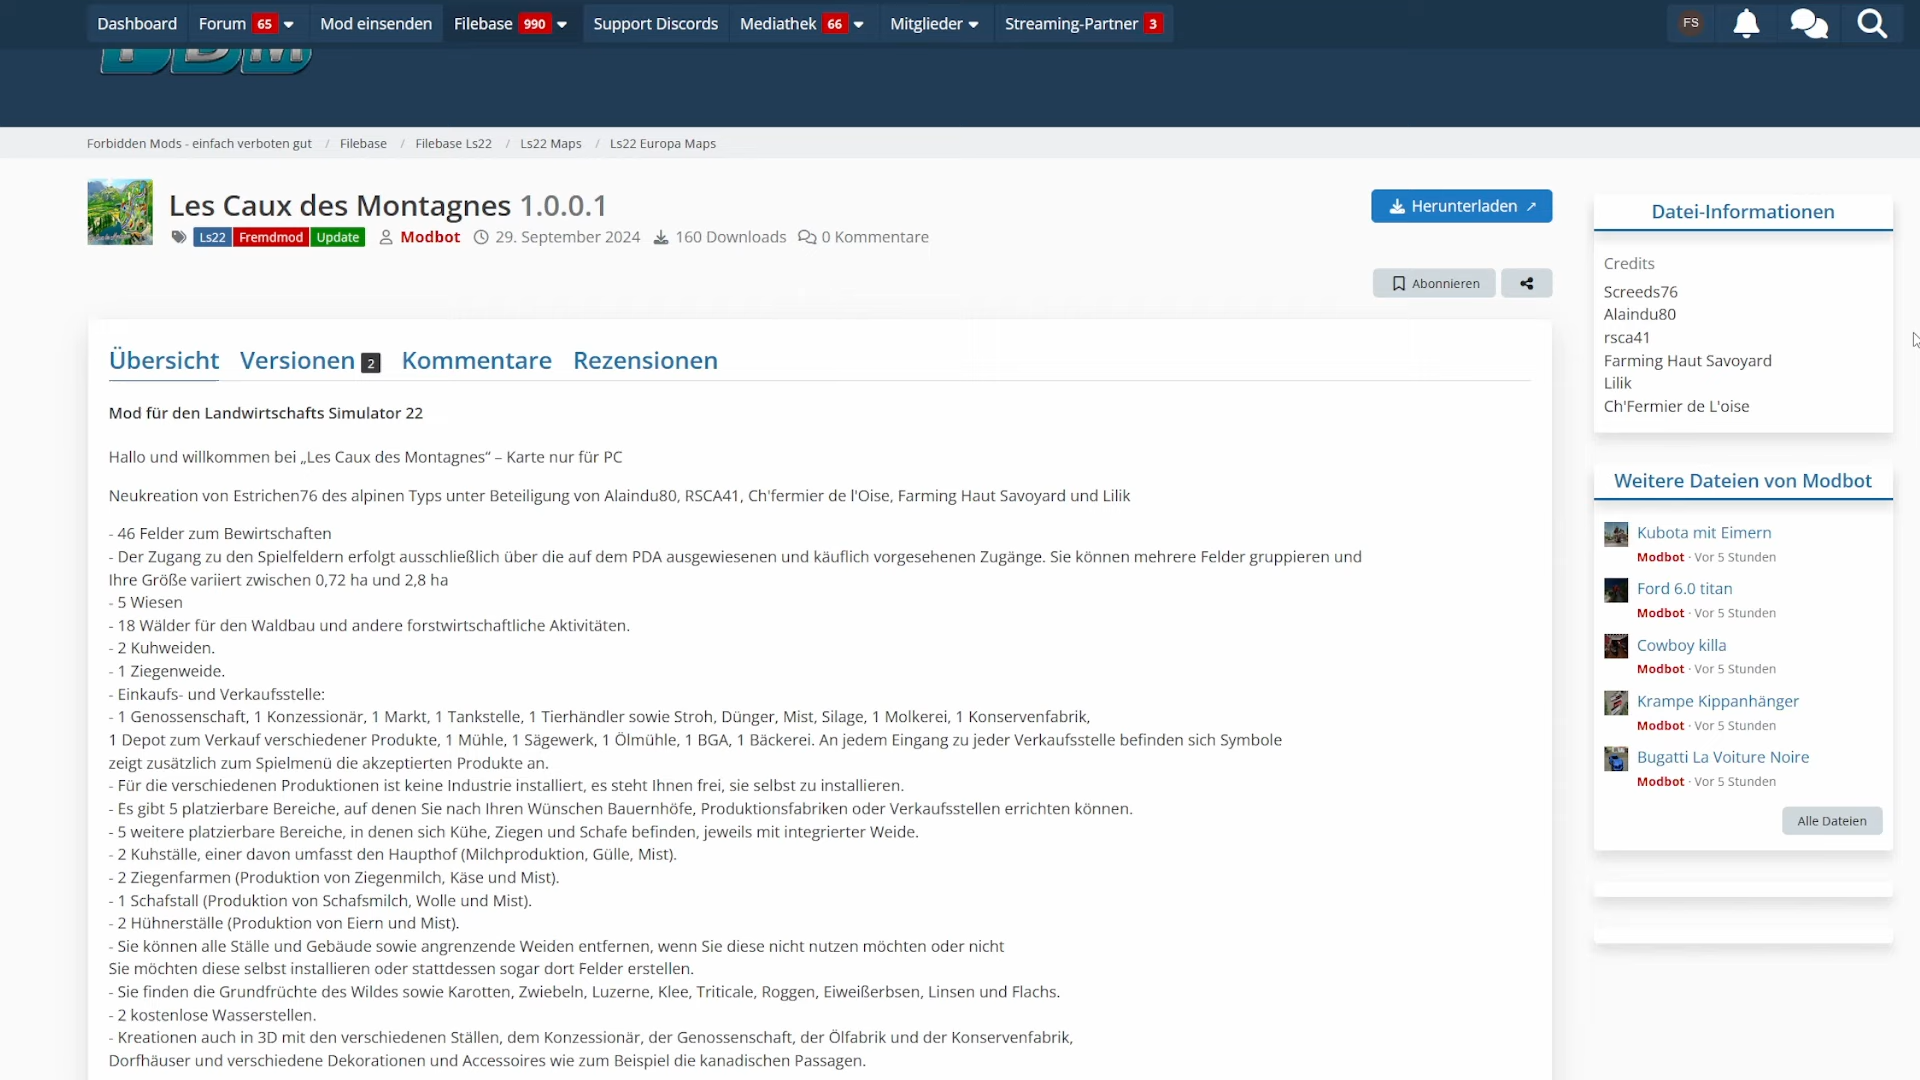 Dashboard Forum 65 Mod einsenden Filebase 990 Support Discords Mediathek 66 Mitglieder Streaming-Partner 3 FS
Forbidden Mods - einfach verboten gut / Filebase / Filebase Ls22 / Ls22 Maps / Ls22 Europa Maps
Les Caux des Montagnes 1.0.0.1
Ls22 Fremdmod Update Modbot 29. September 2024 160 Downloads 0 Kommentare
Herunterladen
Abonnieren
Übersicht Versionen 2 Kommentare Rezensionen
Mod für den Landwirtschafts Simulator 22
Hallo und willkommen bei „Les Caux des Montagnes“ – Karte nur für PC
Neukreation von Estrichen76 des alpinen Typs unter Beteiligung von Alaindu80, RSCA41, Ch'fermier de l'Oise, Farming Haut Savoyard und Lilik
- 46 Felder zum Bewirtschaften
- Der Zugang zu den Spielfeldern erfolgt ausschließlich über die auf dem PDA ausgewiesenen und käuflich vorgesehenen Zugänge. Sie können mehrere Felder gruppieren und
Ihre Größe variiert zwischen 0,72 ha und 2,8 ha
- 5 Wiesen
- 18 Wälder für den Waldbau und andere forstwirtschaftliche Aktivitäten.
- 2 Kuhweiden.
- 1 Ziegenweide.
- Einkaufs- und Verkaufsstelle:
- 1 Genossenschaft, 1 Konzessionär, 1 Markt, 1 Tankstelle, 1 Tierhändler sowie Stroh, Dünger, Mist, Silage, 1 Molkerei, 1 Konservenfabrik,
1 Depot zum Verkauf verschiedener Produkte, 1 Mühle, 1 Sägewerk, 1 Ölmühle, 1 BGA, 1 Bäckerei. An jedem Eingang zu jeder Verkaufsstelle befinden sich Symbole
zeigt zusätzlich zum Spielmenü die akzeptierten Produkte an.
- Für die verschiedenen Produktionen ist keine Industrie installiert, es steht Ihnen frei, sie selbst zu installieren.
- Es gibt 5 platzierbare Bereiche, auf denen Sie nach Ihren Wünschen Bauernhöfe, Produktionsfabriken oder Verkaufsstellen errichten können.
- 5 weitere platzierbare Bereiche, in denen sich Kühe, Ziegen und Schafe befinden, jeweils mit integrierter Weide.
- 2 Kuhställe, einer davon umfasst den Haupthof (Milchproduktion, Gülle, Mist).
- 2 Ziegenfarmen (Produktion von Ziegenmilch, Käse und Mist).
- 1 Schafstall (Produktion von Schafsmilch, Wolle und Mist).
- 2 Hühnerställe (Produktion von Eiern und Mist).
- Sie können alle Ställe und Gebäude sowie angrenzende Weiden entfernen, wenn Sie diese nicht nutzen möchten oder nicht
Sie möchten diese selbst installieren oder stattdessen sogar dort Felder erstellen.
- Sie finden die Grundfrüchte des Wildes sowie Karotten, Zwiebeln, Luzerne, Klee, Triticale, Roggen, Eiweißerbsen, Linsen und Flachs.
- 2 kostenlose Wasserstellen.
- Kreationen auch in 3D mit den verschiedenen Ställen, dem Konzessionär, der Genossenschaft, der Ölfabrik und der Konservenfabrik,
Dorfhäuser und verschiedene Dekorationen und Accessoires wie zum Beispiel die kanadischen Passagen.
Datei-Informationen
Credits
Screeds76
Alaindu80
rsca41
Farming Haut Savoyard
Lilik
Ch'Fermier de L'oise
Weitere Dateien von Modbot
Kubota mit Eimern
Modbot · Vor 5 Stunden
Ford 6.0 titan
Modbot · Vor 5 Stunden
Cowboy killa
Modbot · Vor 5 Stunden
Krampe Kippanhänger
Modbot · Vor 5 Stunden
Bugatti La Voiture Noire
Modbot · Vor 5 Stunden
Alle Dateien